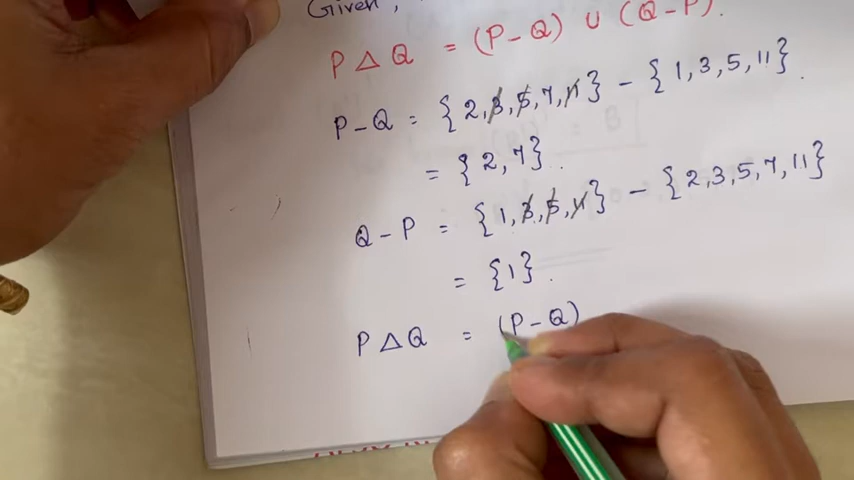 Given,
P △ Q = (P - Q) ∪ (Q - P).
P - Q = {2, 3, 5, 7, 11} - {1, 3, 5, 11}.
= {2, 7}.
Q - P = {1, 3, 5, 11} - {2, 3, 5, 7, 11}
= {1}.
P △ Q = (P - Q)